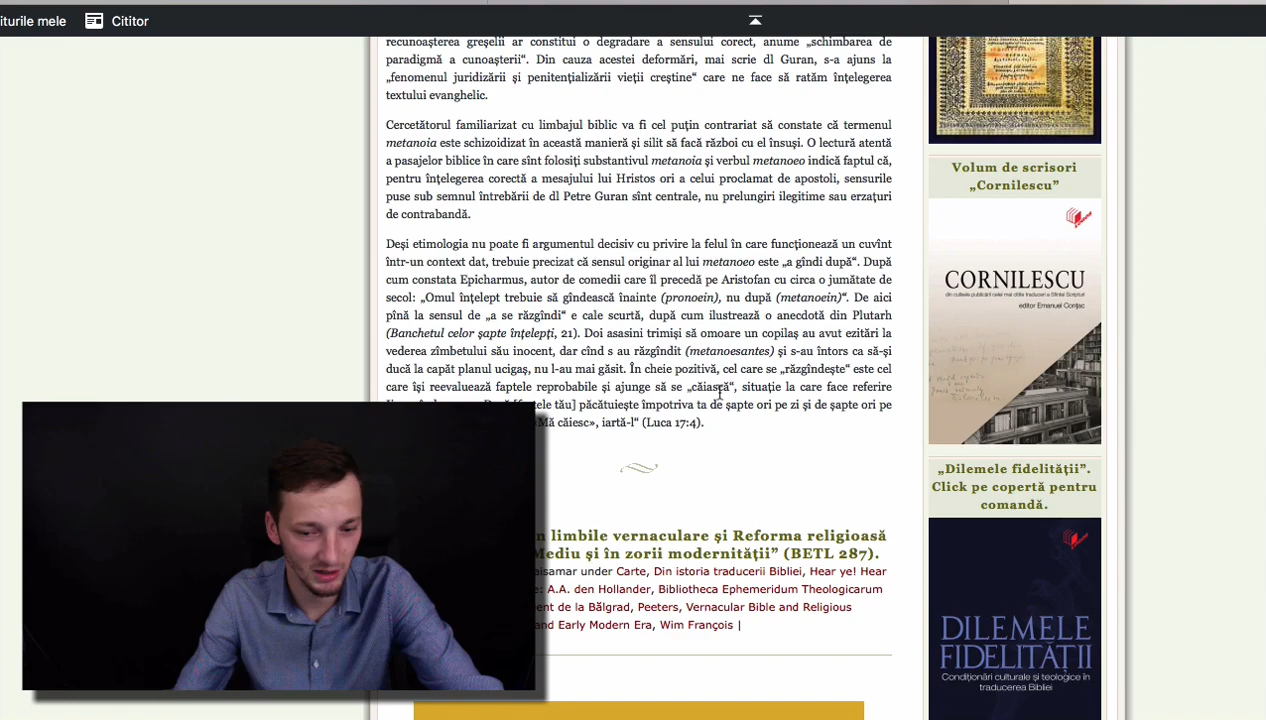 iturile mele
Cititor
recunoașterea greșelii ar constitui o degradare a sensului corect, anume „schimbarea de
paradigmă a cunoașterii“. Din cauza acestei deformări, mai scrie dl Guran, s-a ajuns la
„fenomenul juridizării și penitențializării vieții creștine“ care ne face să ratăm înțelegerea
textului evanghelic.
Cercetătorul familiarizat cu limbajul biblic va fi cel puțin contrariat să constate că termenul
metanoia este schizoidizat în această manieră și silit să facă război cu el însuși. O lectură atentă
a pasajelor biblice în care sînt folosiți substantivul metanoia și verbul metanoeo indică faptul că,
pentru înțelegerea corectă a mesajului lui Hristos ori a celui proclamat de apostoli, sensurile
puse sub semnul întrebării de dl Petre Guran sînt centrale, nu prelungiri ilegitime sau erzațuri
de contrabandă.
Deși etimologia nu poate fi argumentul decisiv cu privire la felul în care funcționează un cuvînt
într-un context dat, trebuie precizat că sensul originar al lui metanoeo este „a gîndi după“. După
cum constata Epicharmus, autor de comedii care îl precedă pe Aristofan cu circa o jumătate de
secol: „Omul înțelept trebuie să gîndească înainte (pronoein), nu după (metanoein)“. De aici
pînă la sensul de „a se răzgîndi“ e cale scurtă, după cum ilustrează o anecdotă din Plutarh
(Banchetul celor șapte înțelepți, 21). Doi asasini trimiși să omoare un copilaș au avut ezitări la
vederea zîmbetului său inocent, dar cînd s au răzgîndit (metanoesantes) și s-au întors ca să-și
ducă la capăt planul ucigaș, nu l-au mai găsit. În cheie pozitivă, cel care se „răzgîndește“ este cel
care își reevaluează faptele reprobabile și ajunge să se „căiască“, situație la care face referire
tele tău] păcătuiește împotriva ta de șapte ori pe zi și de șapte ori pe
Mă căiesc», iartă-l“ (Luca 17:4).
n limbile vernaculare și Reforma religioasă
Mediu și în zorii modernității” (BETL 287).
aisamar under Carte, Din istoria traducerii Bibliei, Hear ye! Hear
e: A.A. den Hollander, Bibliotheca Ephemeridum Theologicarum
ent de la Bălgrad, Peeters, Vernacular Bible and Religious
and Early Modern Era, Wim François |
Volum de scrisori
„Cornilescu”
CORNILESCU
din culisele publicării celei mai citite traduceri a Sfintei Scripturi
editor Emanuel Conțac
„Dilemele fidelității”.
Click pe copertă pentru
comandă.
DILEMELE
FIDELITĂȚII
Condiționări culturale și teologice în
traducerea Bibliei